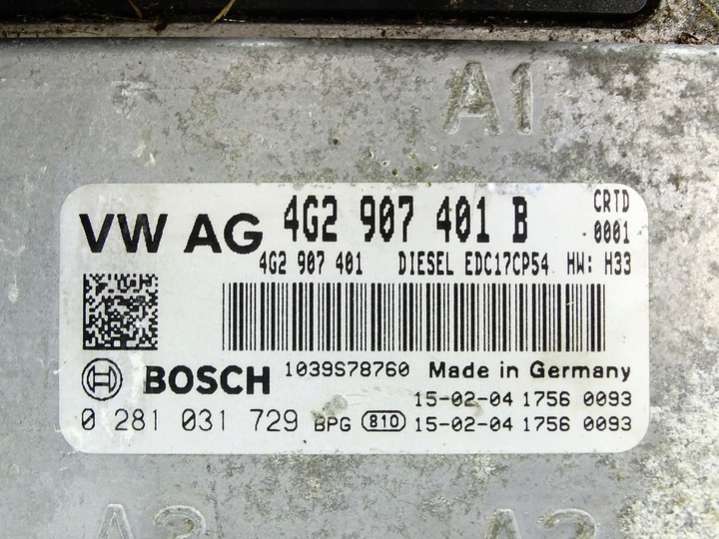 A1
VW AG 4G2 907 401 B CRTD
0001
4G2 907 401 DIESEL EDC17CP54 HW: H33
1039S78760 Made in Germany
BOSCH 15-02-04 1756 0093
0 281 031 729 BPG 810 15-02-04 1756 0093